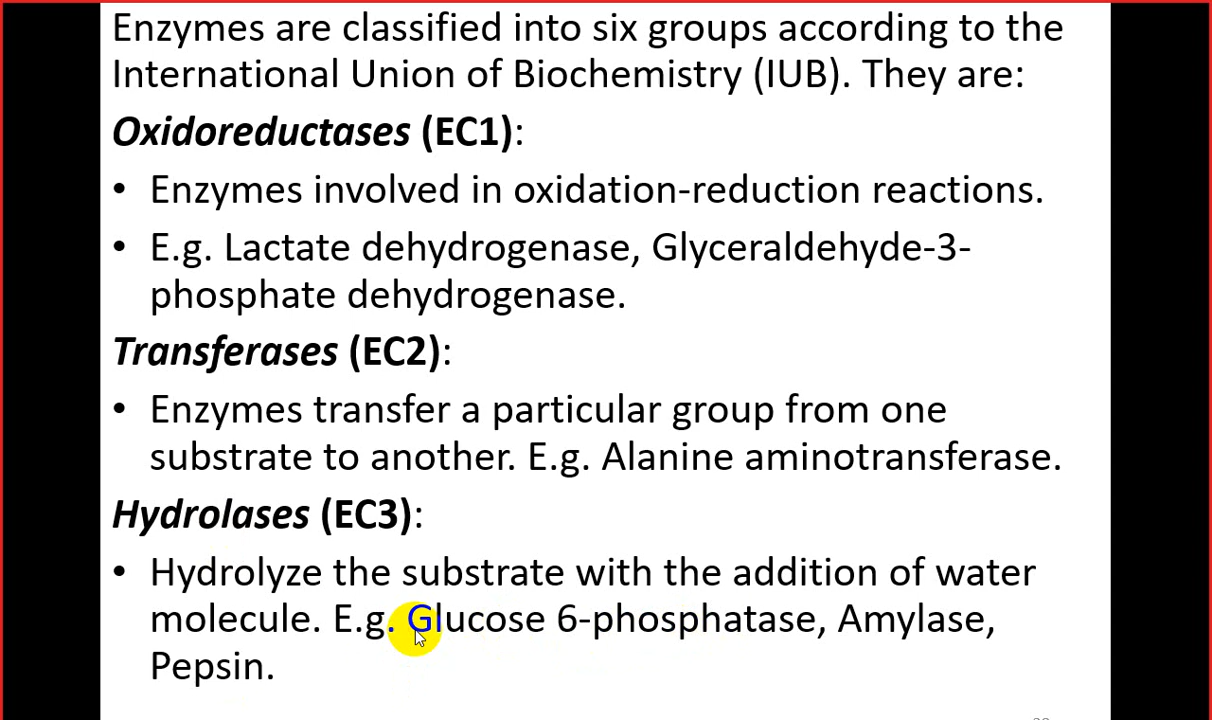 Enzymes are classified into six groups according to the
International Union of Biochemistry (IUB). They are:
Oxidoreductases (EC1):
• Enzymes involved in oxidation-reduction reactions.
• E.g. Lactate dehydrogenase, Glyceraldehyde-3-
phosphate dehydrogenase.
Transferases (EC2):
• Enzymes transfer a particular group from one
substrate to another. E.g. Alanine aminotransferase.
Hydrolases (EC3):
• Hydrolyze the substrate with the addition of water
molecule. E.g. Glucose 6-phosphatase, Amylase,
Pepsin.